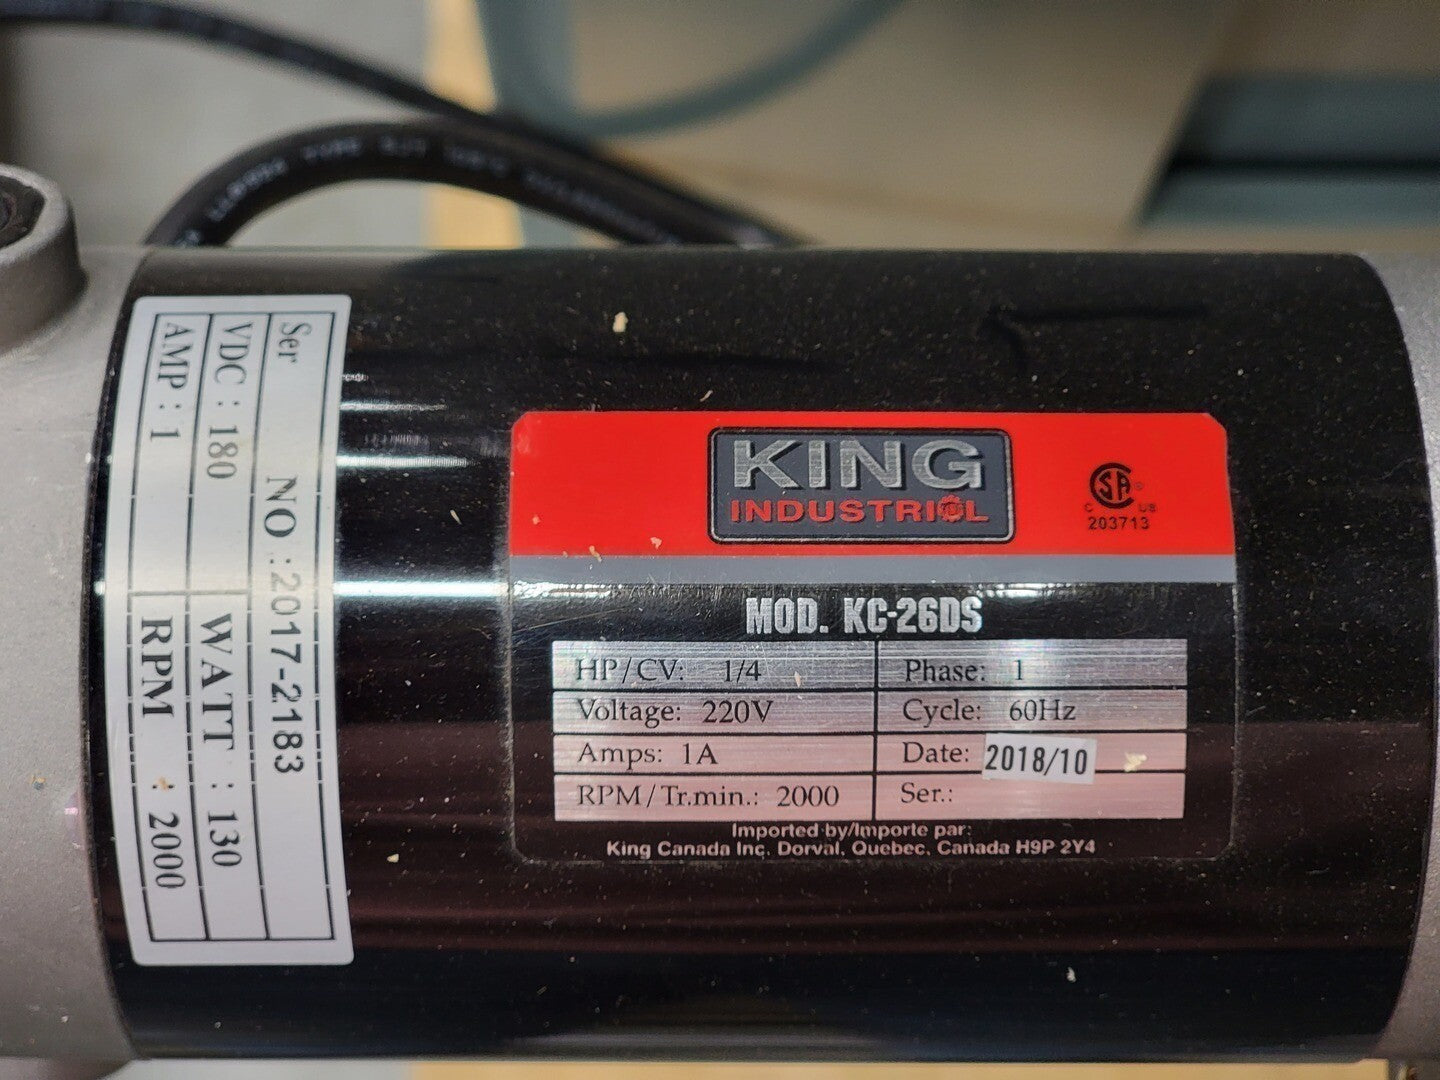 Ser NO : 2017-2183
VDC : 180 WATT : 130
AMP : 1 RPM : 2000
KING
INDUSTRIAL
CSA
C US
203713
MOD. KC-26DS
HP/CV: 1/4 Phase: 1
Voltage: 220V Cycle: 60Hz
Amps: 1A Date: 2018/10
RPM/Tr.min.: 2000 Ser.:
Imported by/Importe par:
King Canada Inc. Dorval, Quebec, Canada H9P 2Y4